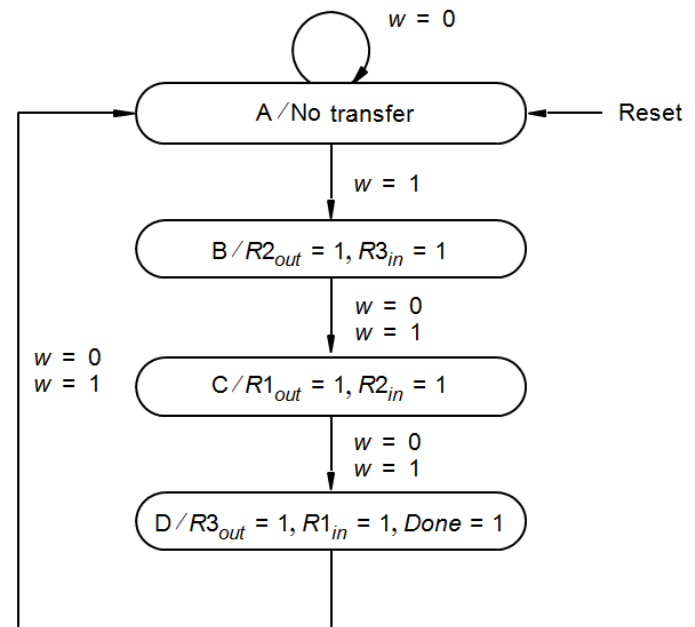 w = 0
A/No transfer
Reset
w = 1
B/R2out = 1, R3in = 1
w = 0
w = 1
w = 0
w = 1
C/R1out = 1, R2in = 1
w = 0
w = 1
D/R3out = 1, R1in = 1, Done = 1